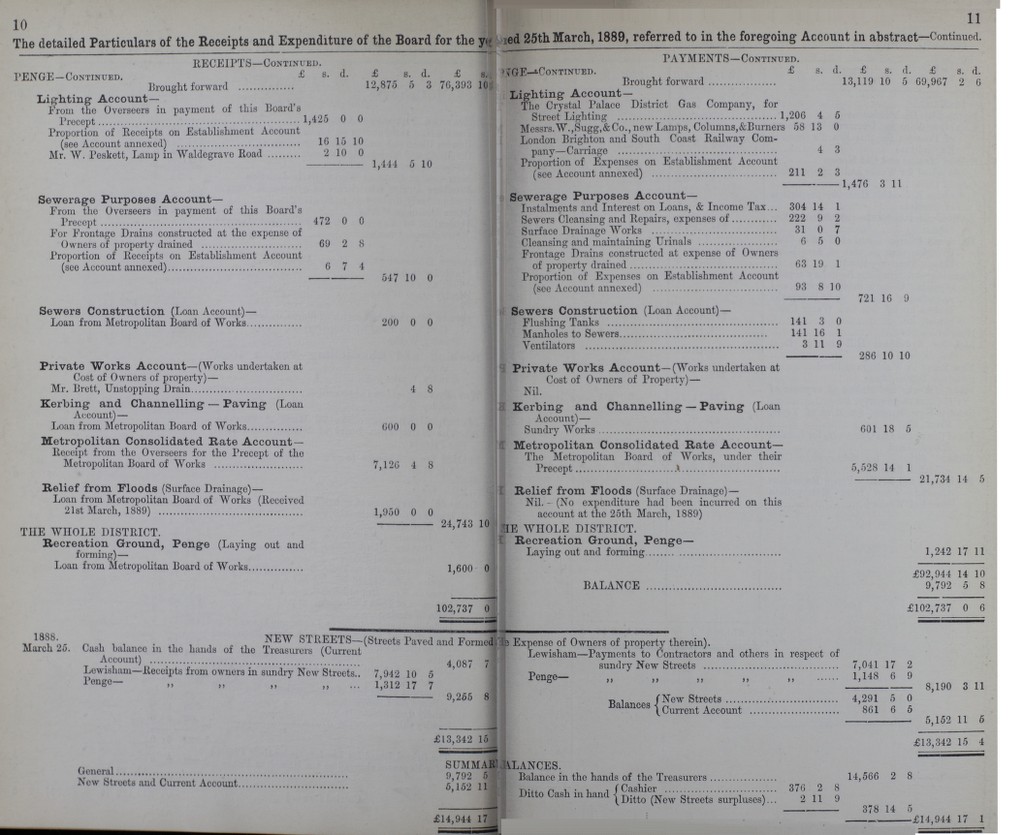 10
The detailed Particulars of the Receipts and Expenditure of the Board for the ye
RECEIPTS—CONTINUED.
PENGE—CONTINUED. £ s. d. £ s. d. £ s.
Brought forward .............. 12,875 5 3 76,393 10
Lighting Account—
From the Overseers in payment of this Board's
Precept.......... 1,425 0 0
Proportion of Receipts on Establishment Account
(see Account annexed) .......... 16 15 10
Mr. W. Peskett, Lamp in Waldegrave Road ......... 2 10 0
1,444 5 10
Sewerage Purposes Account—
From the Overseers in payment of this Board's
Precept.......... 472 0 0
For Frontage Drains constructed at the expense of
Owners of property drained .......... 69 2 8
Proportion of Receipts on Establishment Account
(see Account annexed).......... 6 7 4
547 10 0
Sewers Construction (Loan Account)—
Loan from Metropolitan Board of Works.............. 200 0 0
Private Works Account—(Works undertaken at
Cost of Owners of property)—
Mr. Brett, Unstopping Drain.......... 4 8
Kerbing and Channelling — Paving (Loan
Account)—
Loan from Metropolitan Board of Works.............. 600 0 0
Metropolitan Consolidated Rate Account—
Receipt from the Overseers for the Precept of the
Metropolitan Board of Works .......... 7,126 4 8
Relief from Floods (Surface Drainage)—
Loan from Metropolitan Board of Works (Received
21st March, 1889) .......... 1,950 0 0
24,743 10
THE WHOLE DISTRICT.
Recreation Ground, Penge (Laying out and
forming)—
Loan from Metropolitan Board of Works.............. 1,600 0
102,737 0
1888. NEW STREETS—(Streets Paved and Formed
March 25. Cash balance in the hands of the Treasurers (Current
Account) .......... 4,087 7
Lewisham—Receipts from owners in sundry New Streets.. 7,942 10 5
Penge— ,, ,, ,, ,, ... 1,312 17 7
9,255 8
£13,342 15
SUMMAR
General.......... 9,792 5
New Streets and Current Account.......... 5,152 11
£14,944 17
11
ed 25th March, 1889, referred to in the foregoing Account in abstract—Continued.
PAYMENTS—CONTINUED.
NGE—CONTINUED. £ s. d. £ s. d. £ s. d.
Brought forward .................. 13,119 10 5 69,967 2 6
Lighting Account—
The Crystal Palace District Gas Company, for
Street Lighting .......... 1,206 4 5
Messrs.W.,Sugg,&Co., new Lamps, Columns,&Burners 58 13 0
London Brighton and South Coast Railway Com-
pany—Carriage .......... 4 3
Proportion of Expenses on Establishment Account
(see Account annexed) .......... 211 2 3
1,476 3 11
Sewerage Purposes Account—
Instalments and Interest on Loans, & Income Tax... 304 14 1
Sewers Cleansing and Repairs, expenses of............ 222 9 2
Surface Drainage Works .......... 31 0 7
Cleansing and maintaining Urinals .......... 6 5 0
Frontage Drains constructed at expense of Owners
of property drained.......... 63 19 1
Proportion of Expenses on Establishment Account
(see Account annexed) .......... 93 8 10
721 16 9
Sewers Construction (Loan Account)—
Flushing Tanks .......... 141 3 0
Manholes to Sewers.......... 141 16 1
Ventilators .......... 3 11 9
286 10 10
Private Works Account—(Works undertaken at
Cost of Owners of Property)—
Nil.
Kerbing and Channelling — Paving (Loan
Account)—
Sundry Works.......... 601 18 5
Metropolitan Consolidated Rate Account—
The Metropolitan Board of Works, under their
Precept.......... 5,528 14 1
21,734 14 5
Relief from Floods (Surface Drainage)—
Nil. – (No expenditure had been incurred on this
account at the 25th March, 1889)
HE WHOLE DISTRICT.
Recreation Ground, Penge—
Laying out and forming.......... 1,242 17 11
£92,944 14 10
BALANCE .......... 9,792 5 8
£102,737 0 6
Expense of Owners of property therein).
Lewisham—Payments to Contractors and others in respect of
sundry New Streets .......... 7,041 17 2
Penge— ,, ,, ,, ,, ,, ...... 1,148 6 9
8,190 3 11
Balances { New Streets .......... 4,291 5 0
Current Account .......... 861 6 5
5,152 11 5
£13,342 15 4
ALANCES.
Balance in the hands of the Treasurers.................. 14,566 2 8
Ditto Cash in hand { Cashier .......... 376 2 8
Ditto (New Streets surpluses)... 2 11 9
378 14 5
£14,944 17 1